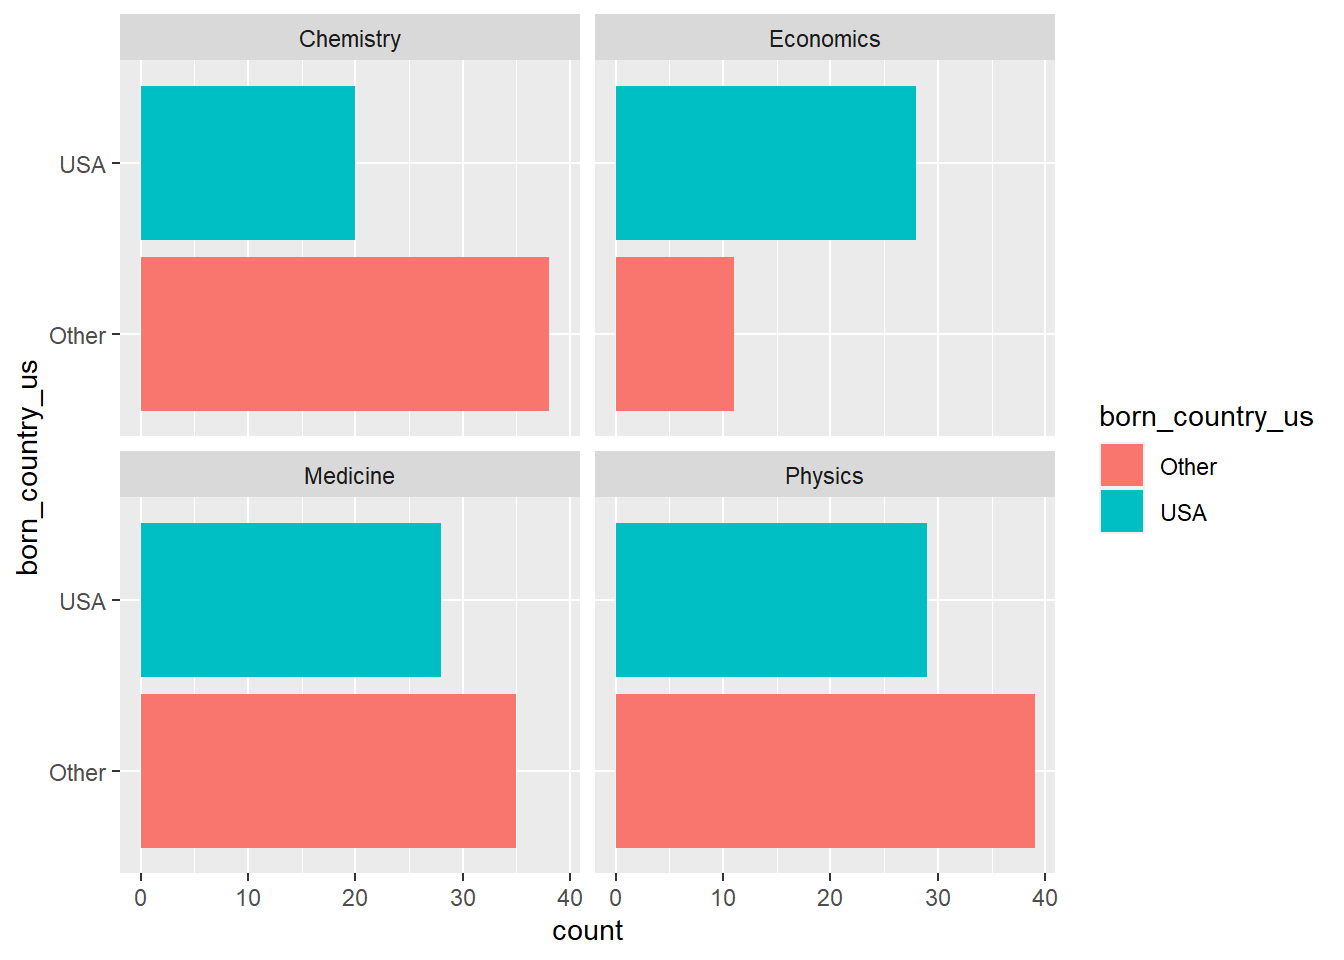 Chemistry
Economics
USA
Other
Medicine
Physics
USA
Other
0 10 20 30 40 0 10 20 30 40
count
born_country_us
born_country_us
Other
USA